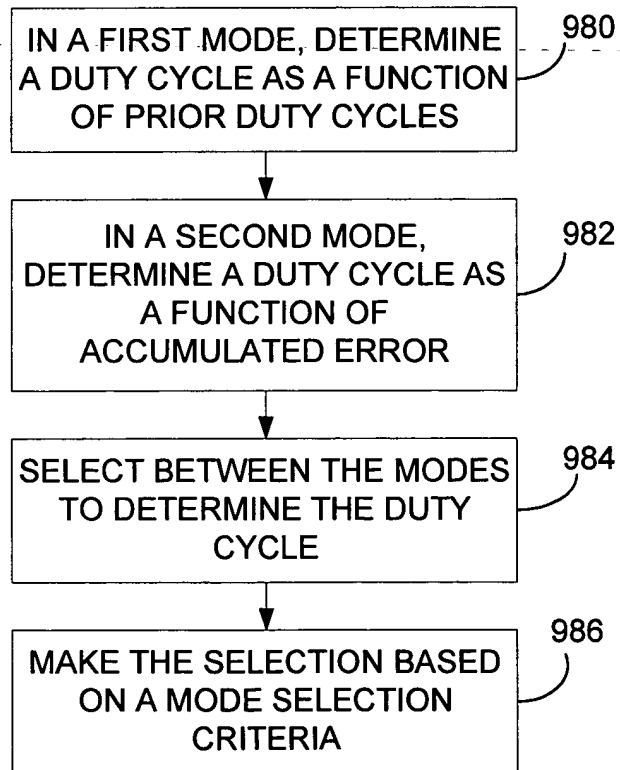 IN A FIRST MODE, DETERMINE
A DUTY CYCLE AS A FUNCTION
OF PRIOR DUTY CYCLES
980
IN A SECOND MODE,
DETERMINE A DUTY CYCLE AS
A FUNCTION OF
ACCUMULATED ERROR
982
SELECT BETWEEN THE MODES
TO DETERMINE THE DUTY
CYCLE
984
MAKE THE SELECTION BASED
ON A MODE SELECTION
CRITERIA
986